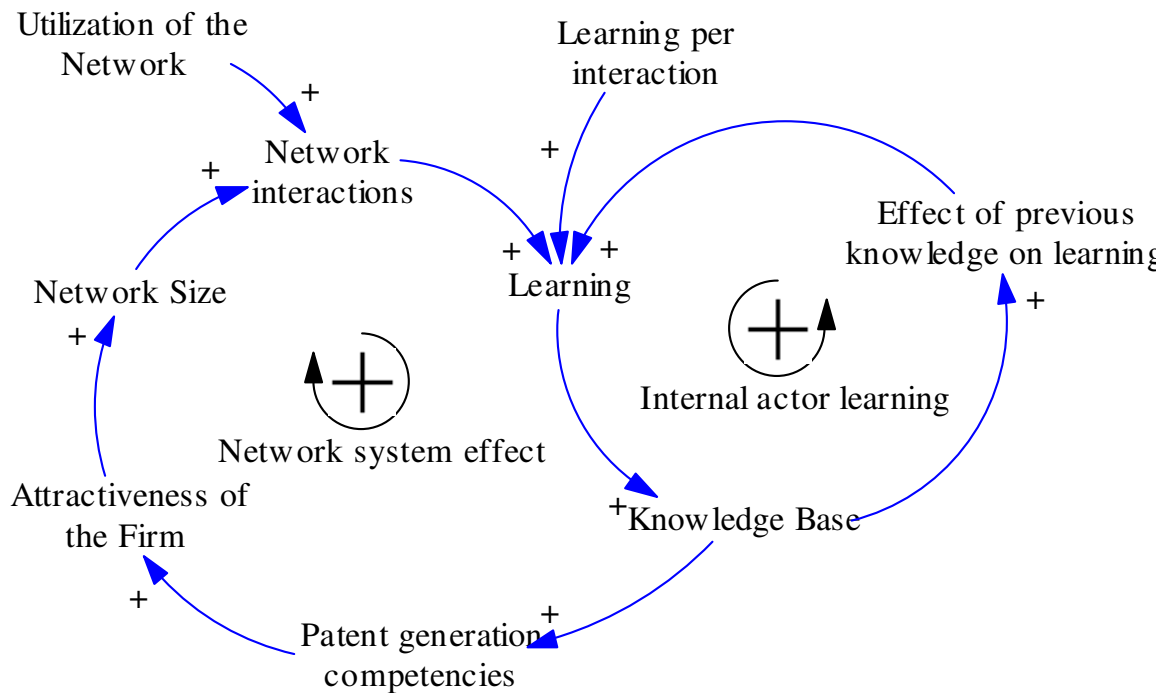 Utilization of the
Network
Learning per
interaction
+
+
+
Network
interactions
+
Effect of previous
knowledge on learning
+
+
Learning
Network Size
+
+
Internal actor learning
Network system effect
Attractiveness of
the Firm
+
Knowledge Base
+
+
Patent generation
competencies